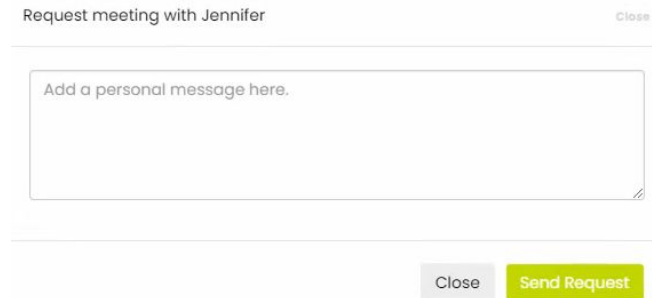 Request meeting with Jennifer
Close
Add a personal message here.
Close
Send Request